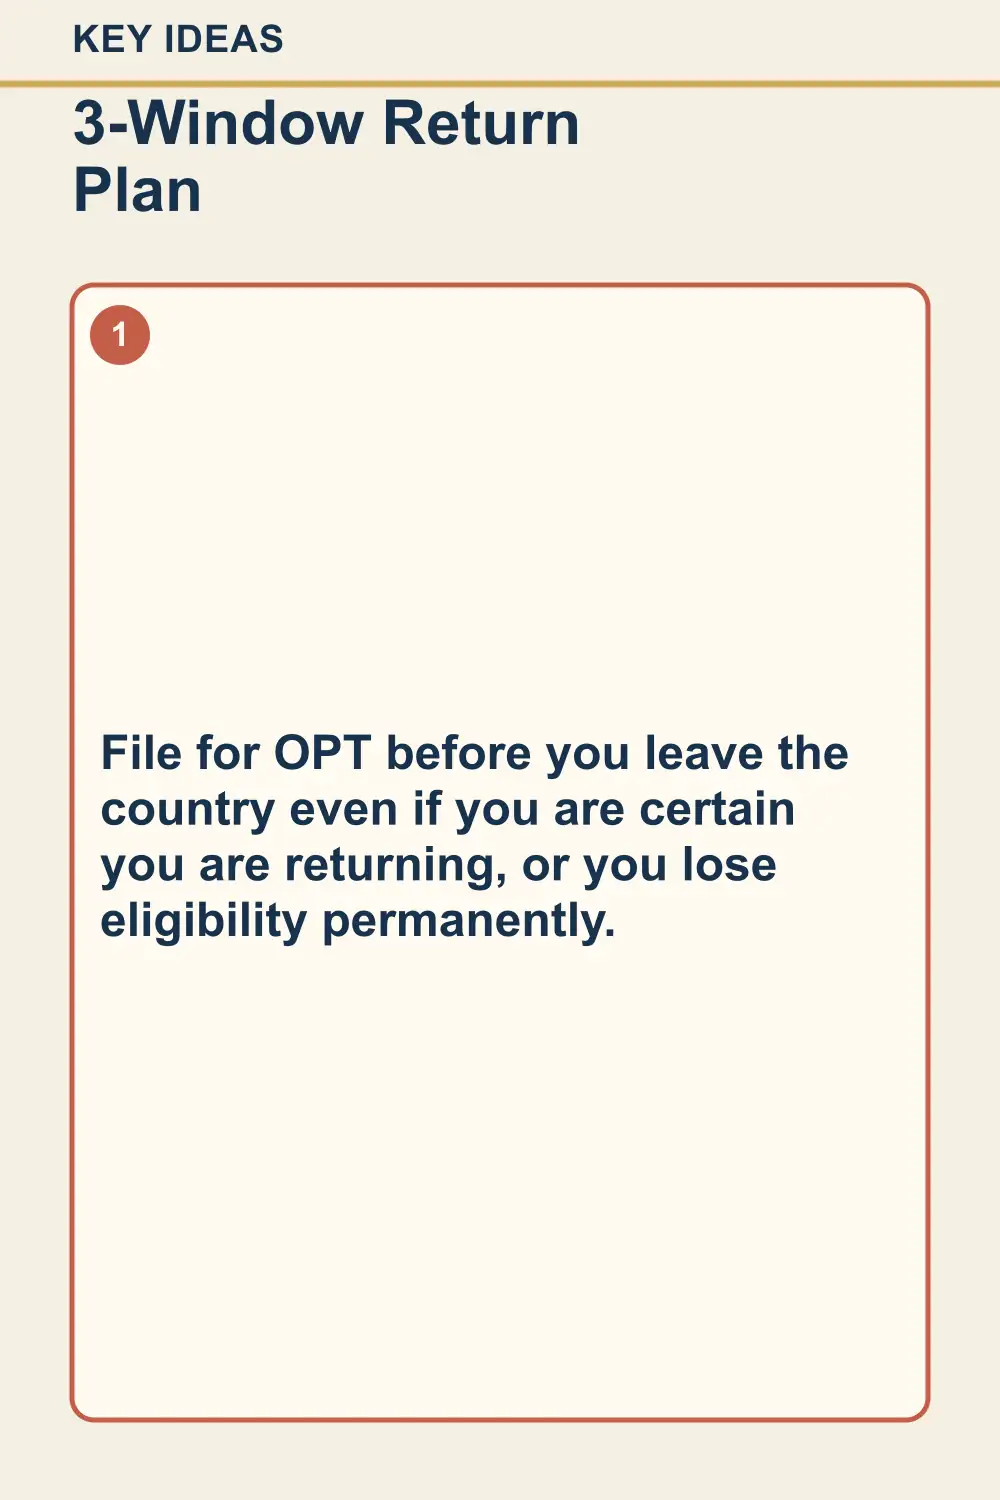 KEY IDEAS
3-Window Return
Plan
1
File for OPT before you leave the
country even if you are certain
you are returning, or you lose
eligibility permanently.